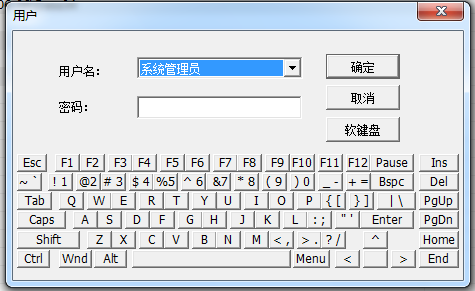 用户
用户名： 系统管理员 确定
密码： 取消
软键盘
Esc F1 F2 F3 F4 F5 F6 F7 F8 F9 F10 F11 F12 Pause Ins
~ ` ! 1 @2 # 3 $ 4 %5 ^ 6 &7 * 8 ( 9 ) 0 _ - + = Bspc Del
Tab Q W E R T Y U I O P { [ } ] | \ PgUp
Caps A S D F G H J K L : ; " ' Enter PgDn
Shift Z X C V B N M < , > . ? / ^ Home
Ctrl Wnd Alt Menu < > End